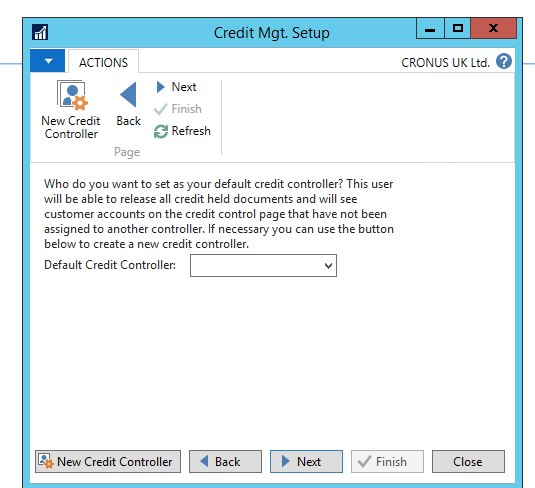 Credit Mgt. Setup
ACTIONS
CRONUS UK Ltd.
New Credit
Controller
Back
Next
Finish
Refresh
Page
Who do you want to set as your default credit controller? This user
will be able to release all credit held documents and will see
customer accounts on the credit control page that have not been
assigned to another controller. If necessary you can use the button
below to create a new credit controller.
Default Credit Controller:
New Credit Controller
Back
Next
Finish
Close